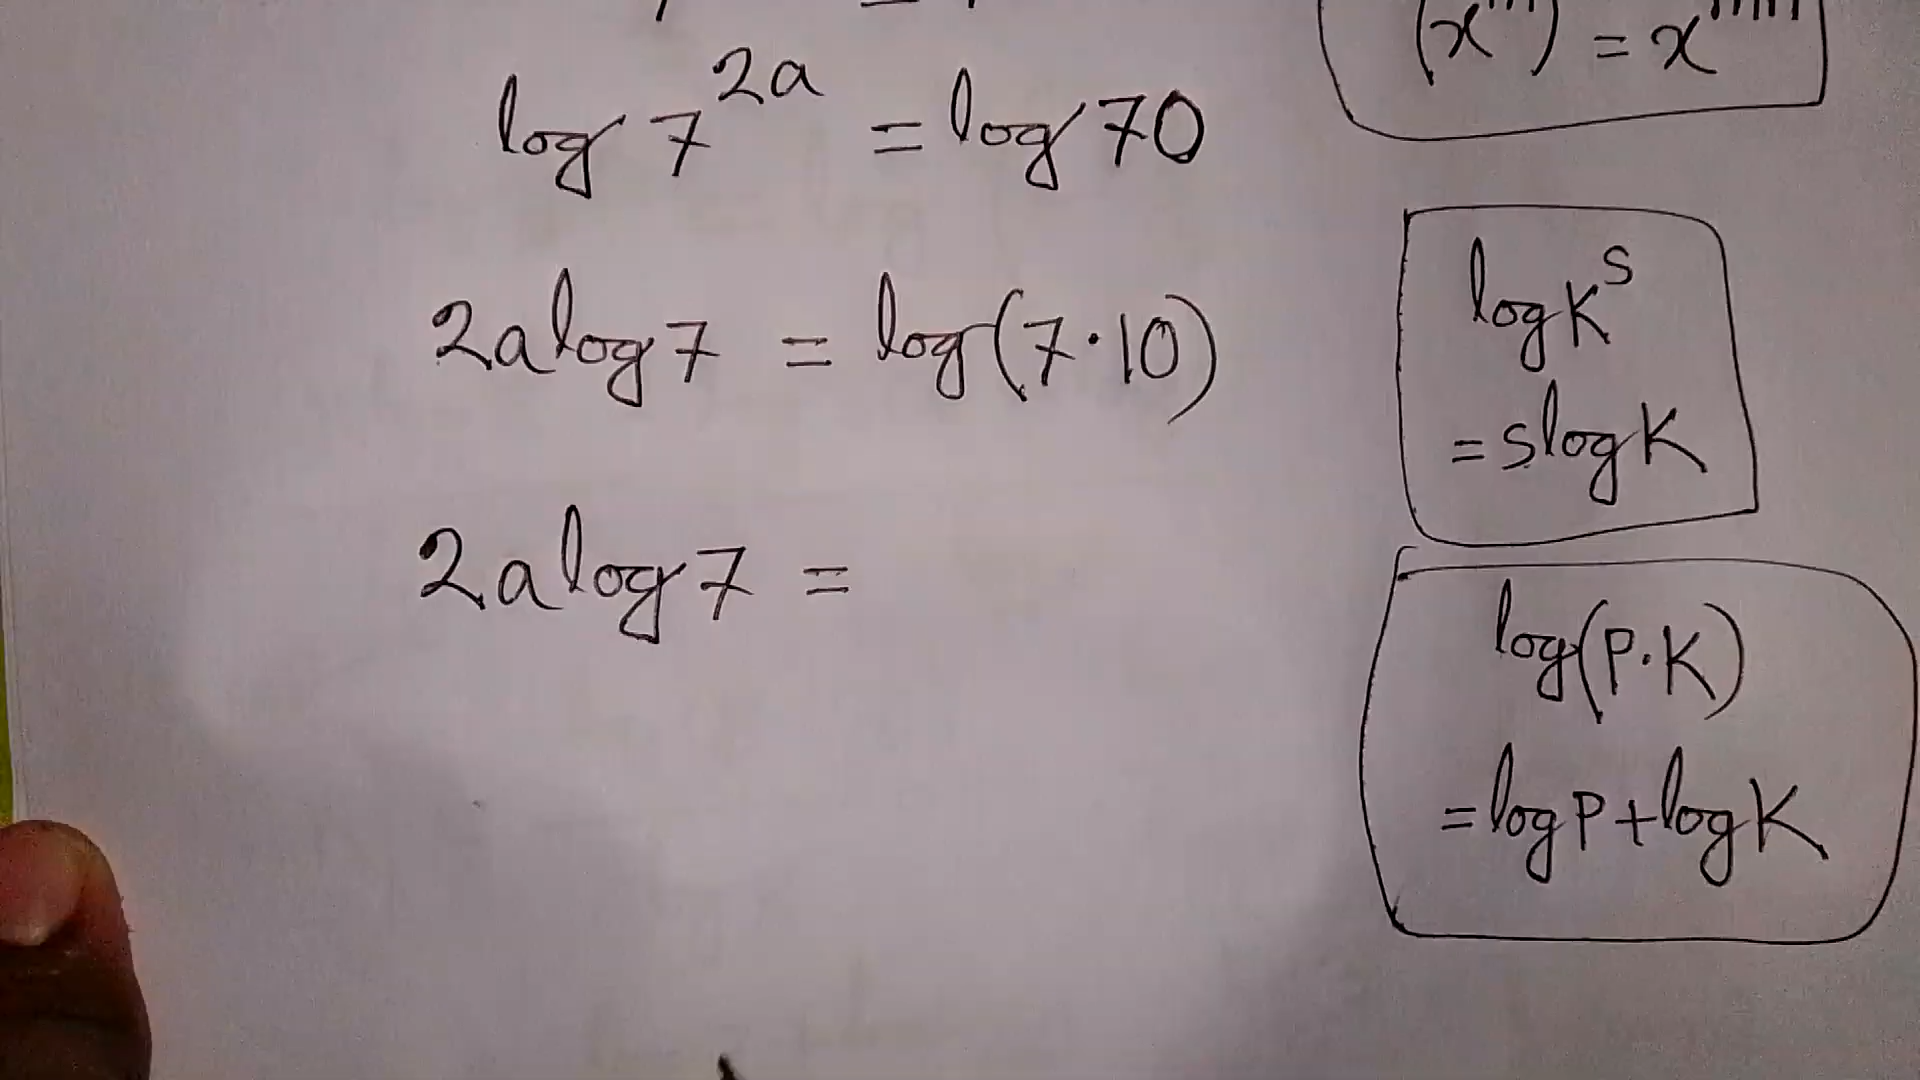 (x^m) = x^mn
log 7^2a = log 70
2a log 7 = log(7·10)
2a log 7 =
log K^s
= s log K
log(P·K)
= log P + log K